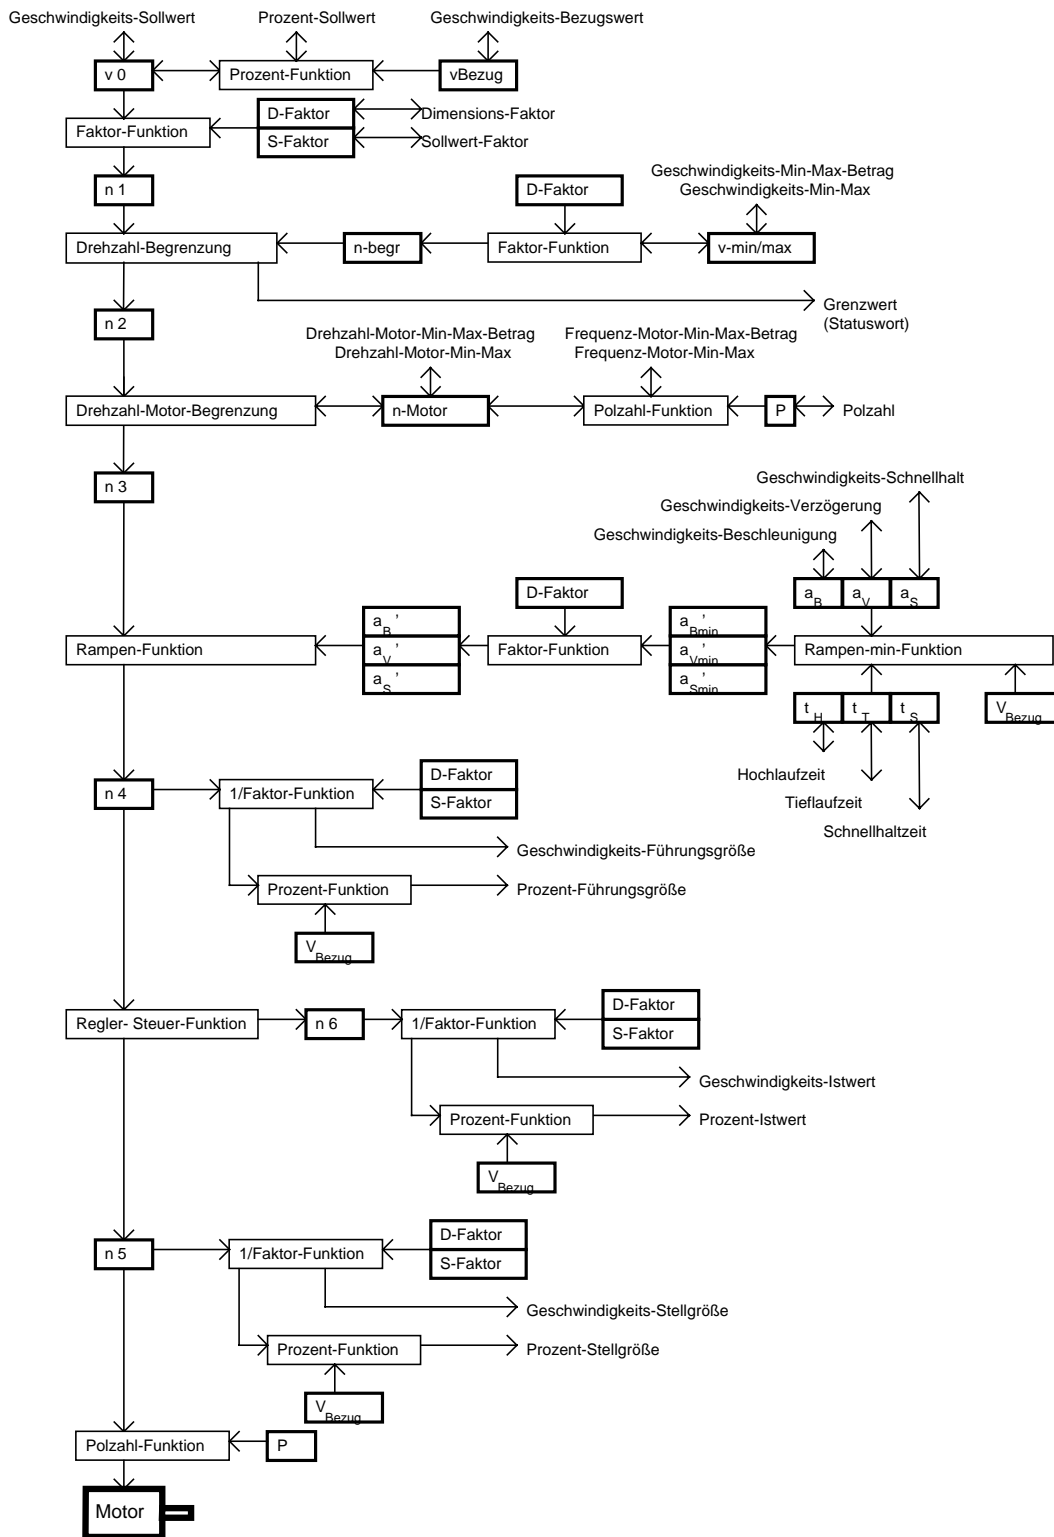 Geschwindigkeits-Sollwert
Prozent-Sollwert
Geschwindigkeits-Bezugswert
v 0
Prozent-Funktion
vBezug
D-Faktor
Dimensions-Faktor
Faktor-Funktion
S-Faktor
Sollwert-Faktor
Geschwindigkeits-Min-Max-Betrag
Geschwindigkeits-Min-Max
n 1
D-Faktor
Drehzahl-Begrenzung
n-begr
Faktor-Funktion
v-min/max
Grenzwert
(Statuswort)
n 2
Drehzahl-Motor-Min-Max-Betrag
Drehzahl-Motor-Min-Max
Frequenz-Motor-Min-Max-Betrag
Frequenz-Motor-Min-Max
Drehzahl-Motor-Begrenzung
n-Motor
Polzahl-Funktion
P
Polzahl
n 3
Geschwindigkeits-Schnellhalt
Geschwindigkeits-Verzögerung
Geschwindigkeits-Beschleunigung
D-Faktor
a B
a V
a S
a B '
a V '
a S '
Rampen-Funktion
Faktor-Funktion
a Bmin '
a Vmin '
a Smin '
Rampen-min-Funktion
t H
t T
t S
V Bezug
Hochlaufzeit
Tieflaufzeit
Schnellhaltzeit
n 4
1/Faktor-Funktion
D-Faktor
S-Faktor
Geschwindigkeits-Führungsgröße
Prozent-Funktion
Prozent-Führungsgröße
V Bezug
Regler- Steuer-Funktion
n 6
1/Faktor-Funktion
D-Faktor
S-Faktor
Geschwindigkeits-Istwert
Prozent-Funktion
Prozent-Istwert
V Bezug
n 5
1/Faktor-Funktion
D-Faktor
S-Faktor
Geschwindigkeits-Stellgröße
Prozent-Funktion
Prozent-Stellgröße
V Bezug
Polzahl-Funktion
P
Motor